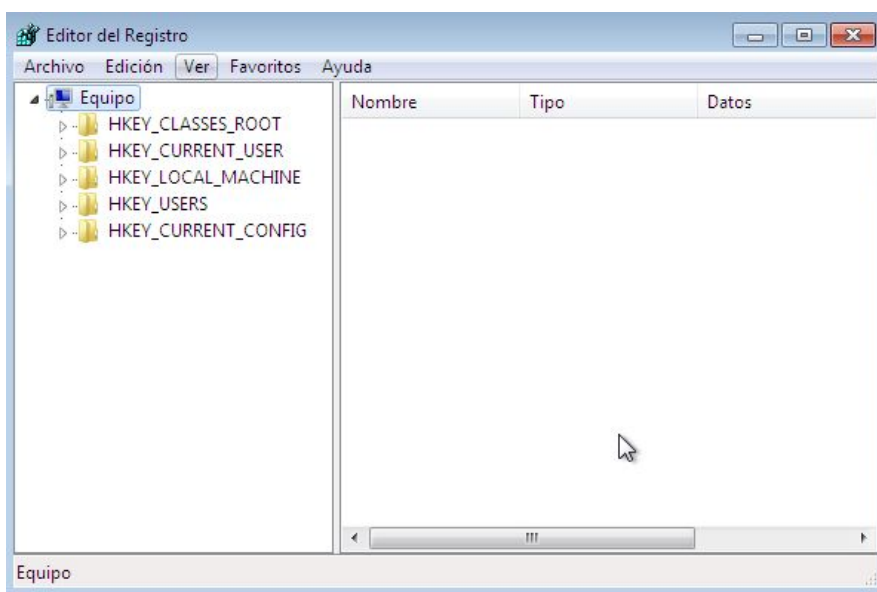 Editor del Registro
Archivo Edición Ver Favoritos Ayuda
Equipo
HKEY_CLASSES_ROOT
HKEY_CURRENT_USER
HKEY_LOCAL_MACHINE
HKEY_USERS
HKEY_CURRENT_CONFIG
Nombre Tipo Datos
Equipo